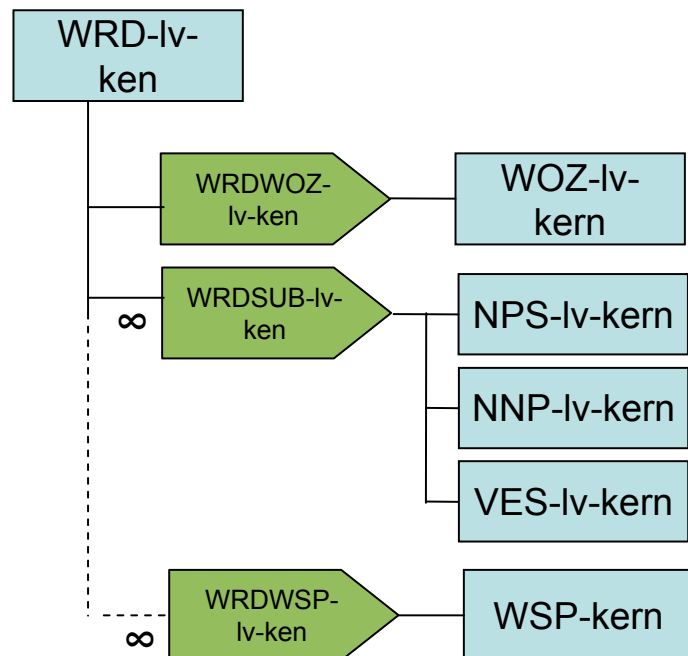 WRD-lv-
ken
WRDWOZ-
lv-ken
WOZ-lv-
kern
∞
WRDSUB-lv-
ken
NPS-lv-kern
NNP-lv-kern
VES-lv-kern
∞
WRDWSP-
lv-ken
WSP-kern